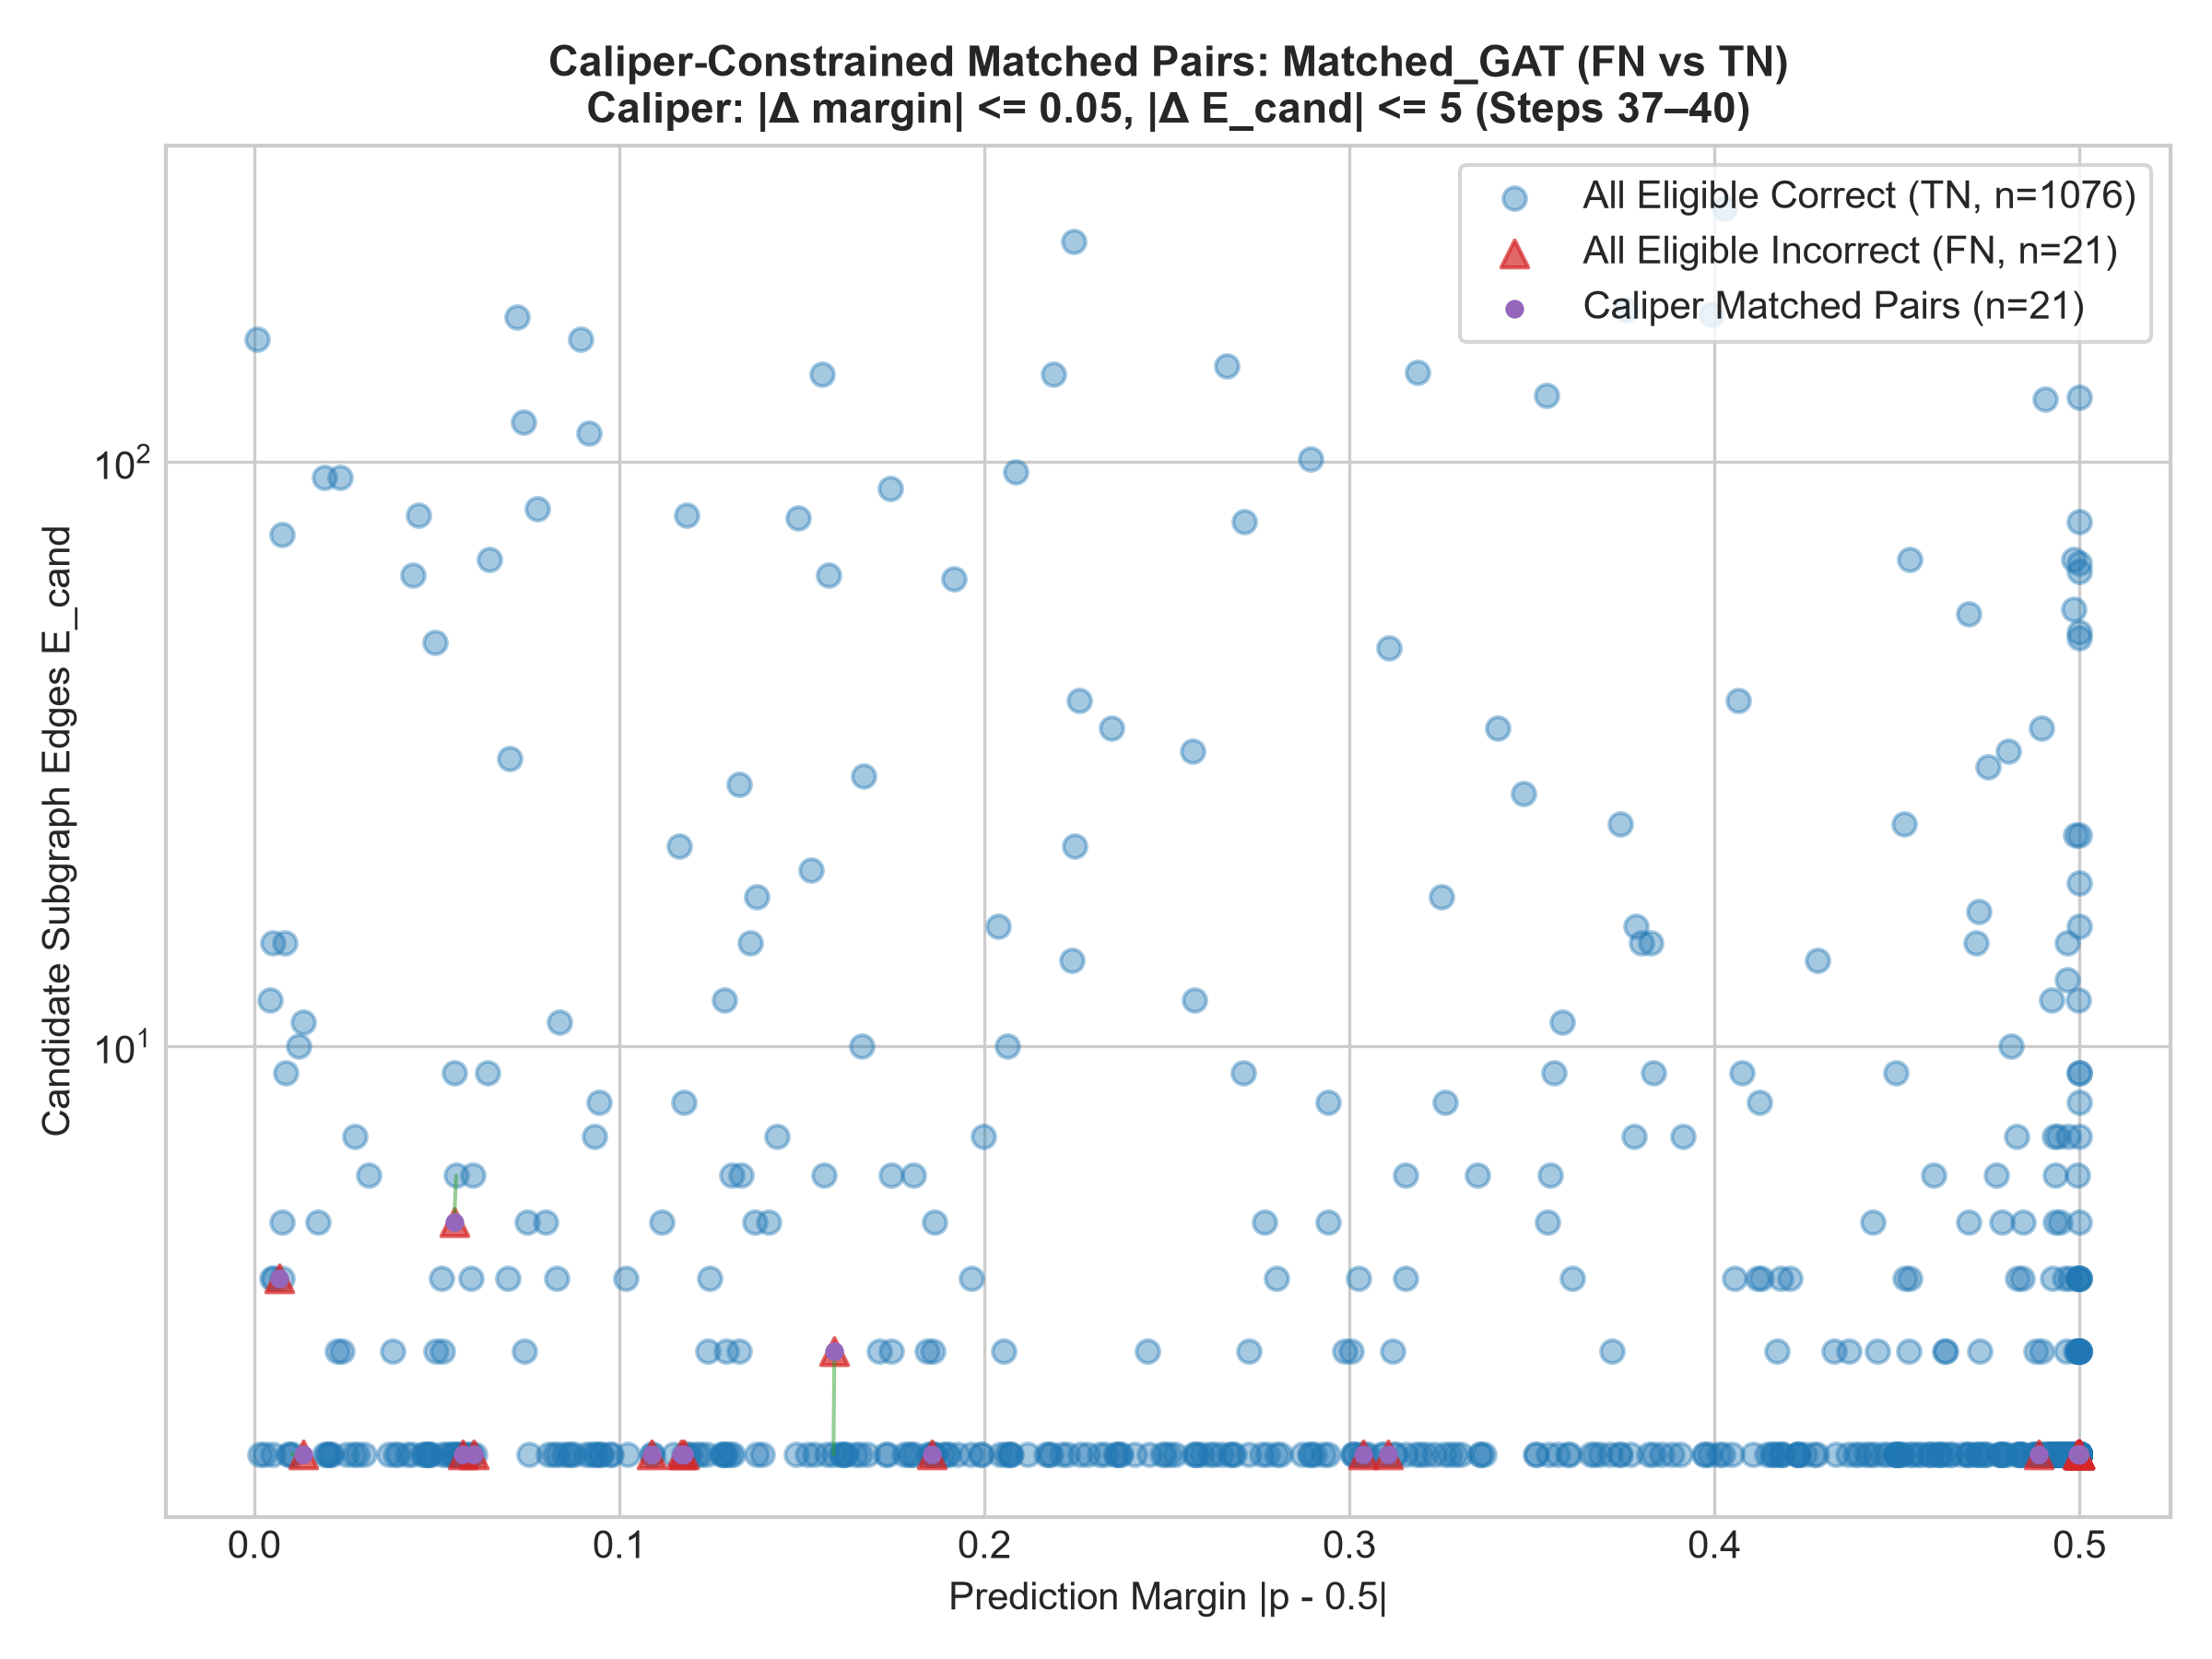 Caliper-Constrained Matched Pairs: Matched_GAT (FN vs TN)
Caliper: |Δ margin| <= 0.05, |Δ E_cand| <= 5 (Steps 37–40)
All Eligible Correct (TN, n=1076)
All Eligible Incorrect (FN, n=21)
Caliper Matched Pairs (n=21)
Candidate Subgraph Edges E_cand
10²
10¹
0.0 0.1 0.2 0.3 0.4 0.5
Prediction Margin |p - 0.5|